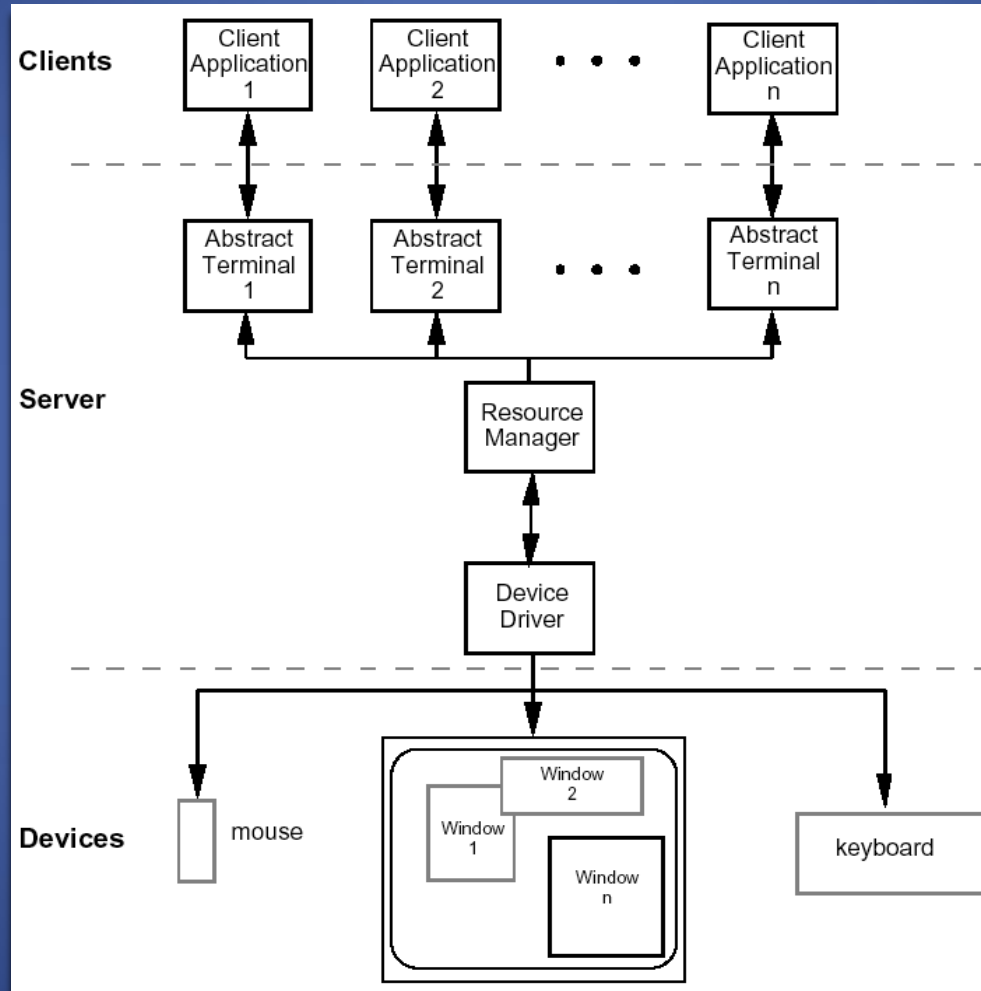 Clients
Client
Application
1
Client
Application
2
Client
Application
n
Abstract
Terminal
1
Abstract
Terminal
2
Abstract
Terminal
n
Server
Resource
Manager
Device
Driver
Devices
mouse
Window
1
Window
2
Window
n
keyboard